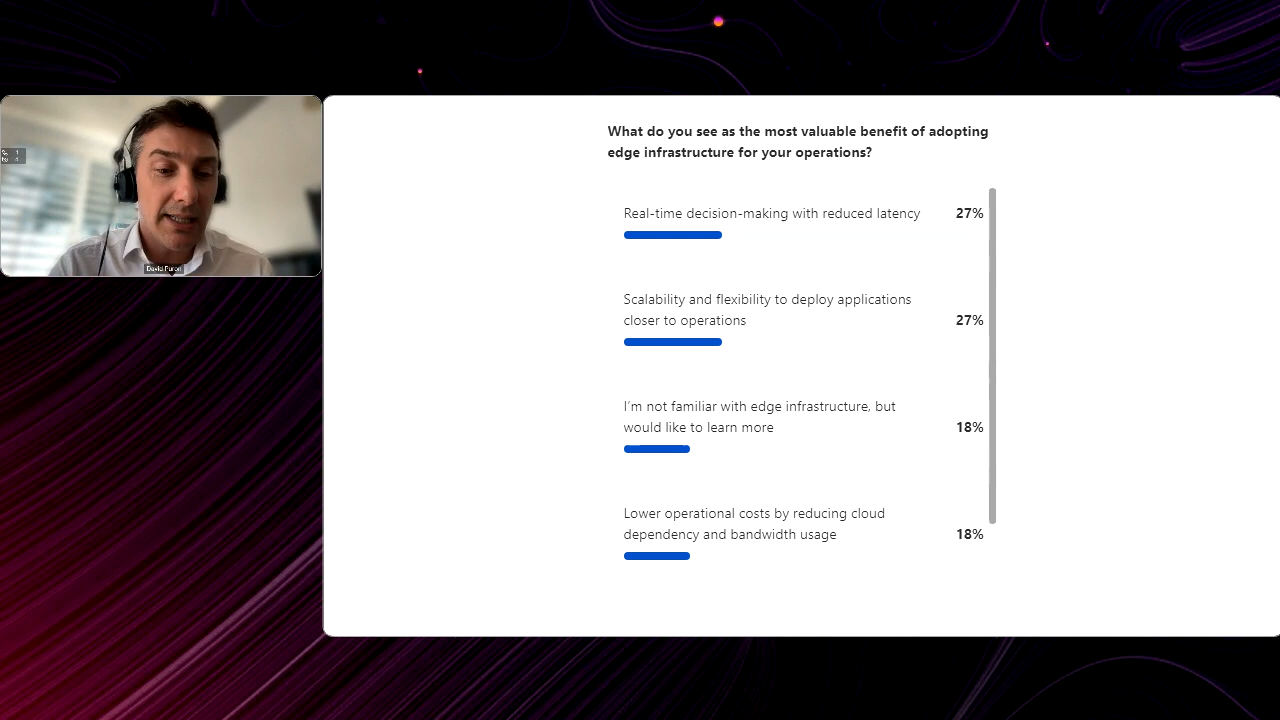 What do you see as the most valuable benefit of adopting
edge infrastructure for your operations?
Real-time decision-making with reduced latency 27%
Scalability and flexibility to deploy applications
closer to operations 27%
I'm not familiar with edge infrastructure, but
would like to learn more 18%
Lower operational costs by reducing cloud
dependency and bandwidth usage 18%
David Puron